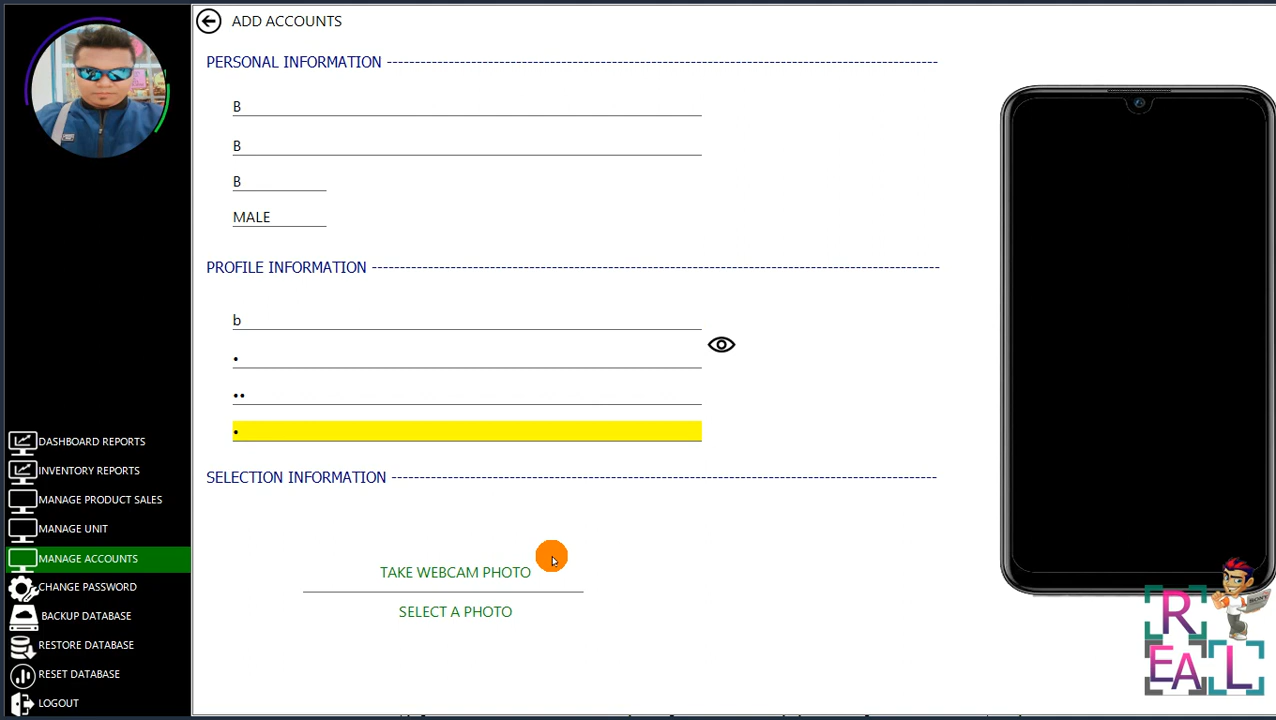 ADD ACCOUNTS
PERSONAL INFORMATION
B
B
B
MALE
PROFILE INFORMATION
b
•
••
•
SELECTION INFORMATION
TAKE WEBCAM PHOTO
SELECT A PHOTO
DASHBOARD REPORTS
INVENTORY REPORTS
MANAGE PRODUCT SALES
MANAGE UNIT
MANAGE ACCOUNTS
CHANGE PASSWORD
BACKUP DATABASE
RESTORE DATABASE
RESET DATABASE
LOGOUT
R
EAL